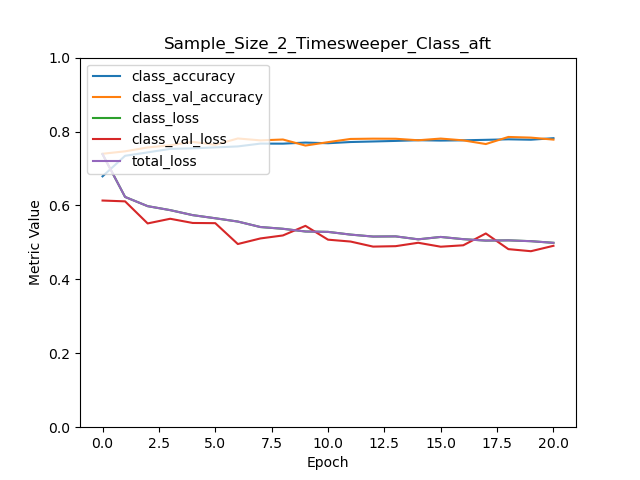 Sample_Size_2_Timesweeper_Class_aft
class_accuracy
class_val_accuracy
class_loss
class_val_loss
total_loss
1.0
0.8
0.6
0.4
0.2
0.0
Metric Value
0.0 2.5 5.0 7.5 10.0 12.5 15.0 17.5 20.0
Epoch